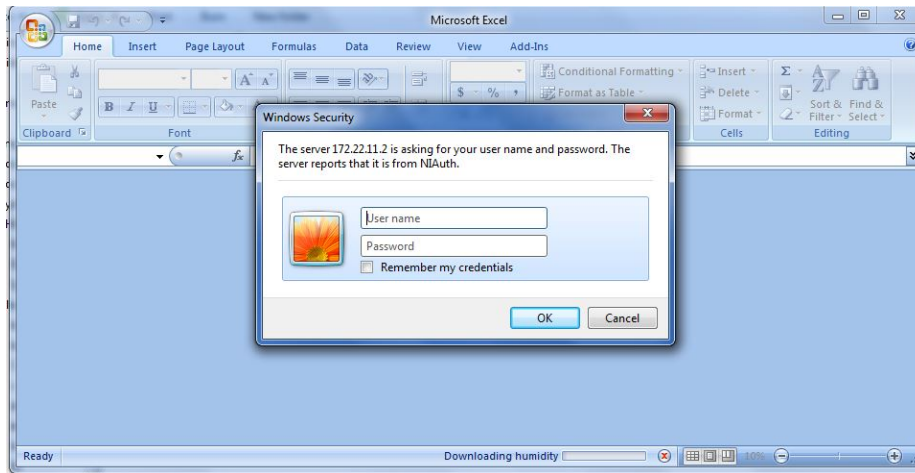 Microsoft Excel
Home Insert Page Layout Formulas Data Review View Add-Ins
Conditional Formatting Insert Σ
B I U $ % , Format as Table Delete Sort & Find &
Paste Format Filter Select
Clipboard Font Cells Editing
fx
Windows Security
The server 172.22.11.2 is asking for your user name and password. The
server reports that it is from NIAuth.
User name
Password
Remember my credentials
OK Cancel
Ready Downloading humidity 10%